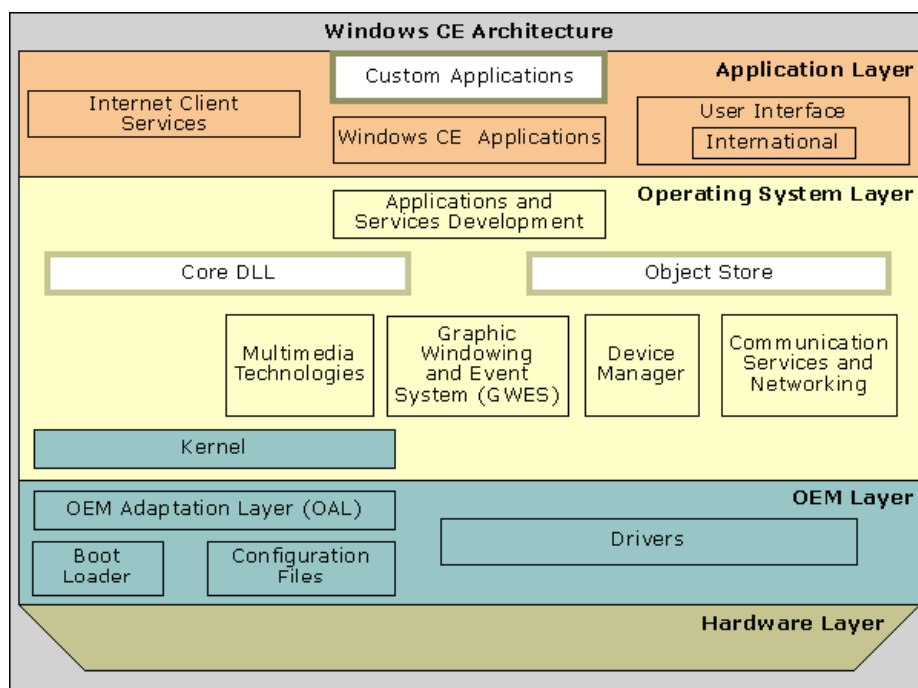 Windows CE Architecture
Custom Applications
Application Layer
Internet Client
Services
Windows CE  Applications
User Interface
International
Operating System Layer
Applications and
Services Development
Core DLL
Object Store
Multimedia
Technologies
Graphic
Windowing
and Event
System (GWES)
Device
Manager
Communication
Services and
Networking
Kernel
OEM Layer
OEM Adaptation Layer (OAL)
Drivers
Boot
Loader
Configuration
Files
Hardware Layer